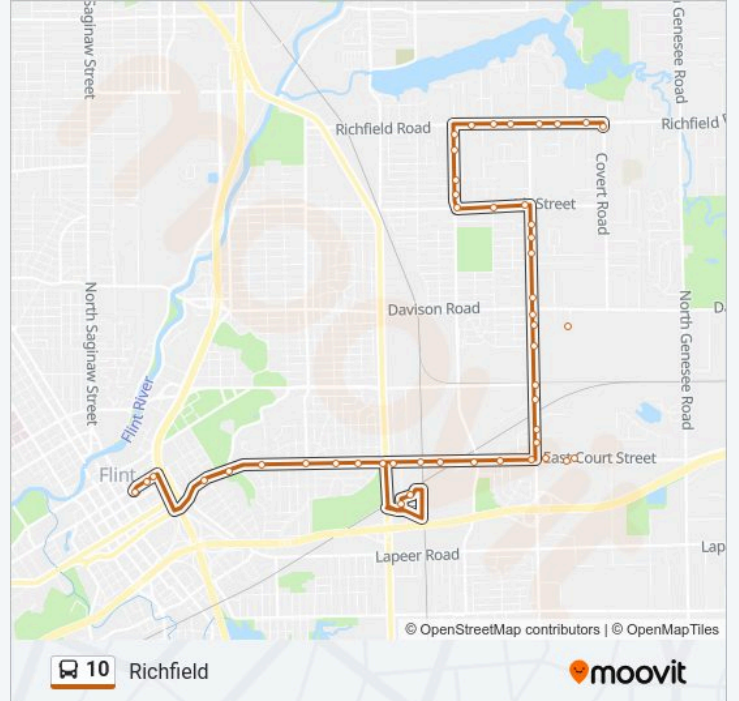 Saginaw Street
n Genesee Road
Richfield Road
Richfield
Covert Road
Street
Davison Road
D
North Saginaw Street
North Genesee Road
Flint River
Flint
East Court Street
Lapeer Road
Lap
© OpenStreetMap contributors | © OpenMapTiles
10 Richfield
moovit